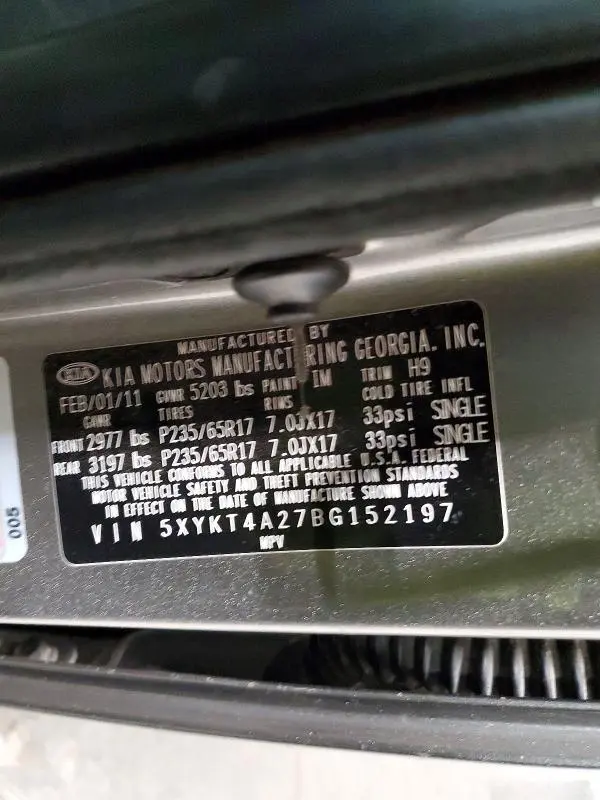 MANUFACTURED BY
KIA KIA MOTORS MANUFACTURING GEORGIA. INC.
FEB/01/11 GVWR 5203 lbs PAINT EM TRIM H9
GAWR TIRES RIMS COLD TIRE INFL
FRONT 2977 lbs P235/65R17 7.0JX17 33psi SINGLE
REAR 3197 lbs P235/65R17 7.0JX17 33psi SINGLE
THIS VEHICLE CONFORMS TO ALL APPLICABLE U.S.A. FEDERAL
MOTOR VEHICLE SAFETY AND THEFT PREVENTION STANDARDS
IN EFFECT ON THE DATE OF MANUFACTURE SHOWN ABOVE
VIN 5XYKT4A27BG152197
MPV
005